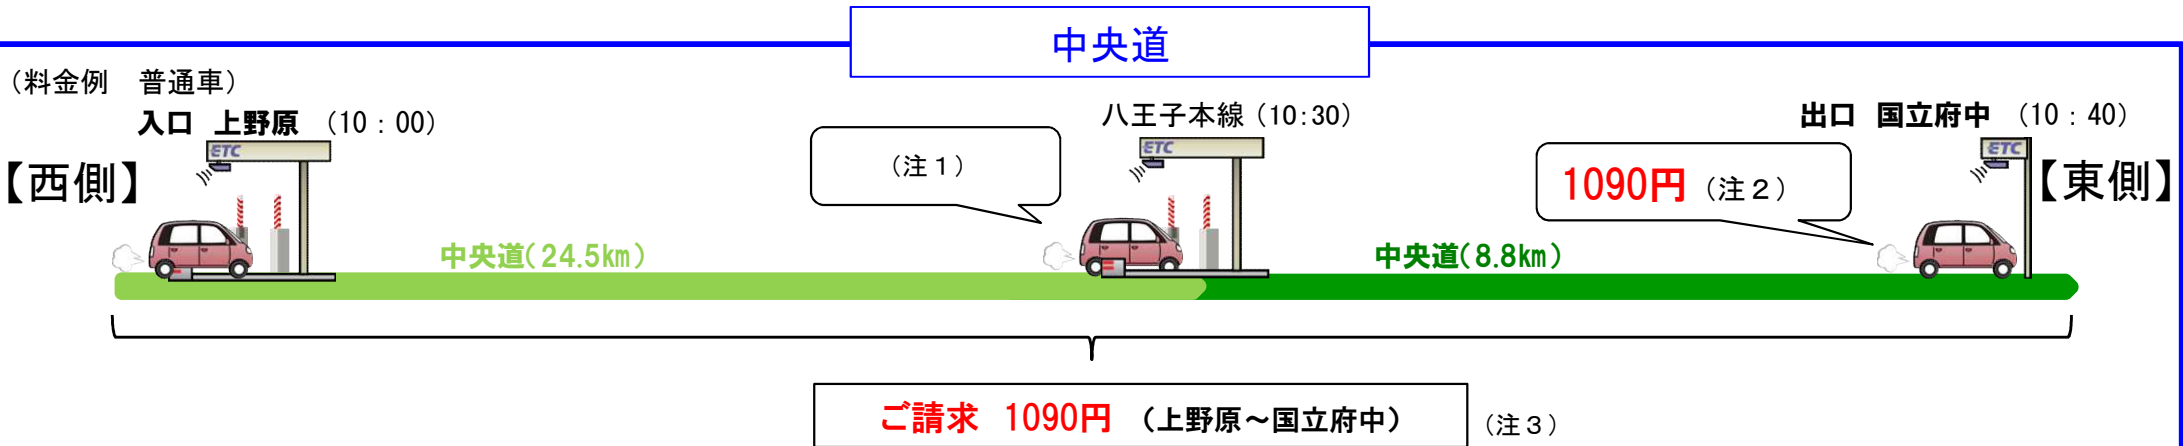 中央道
（料金例　普通車）
入口　上野原　（10：00）
八王子本線（10:30）
出口　国立府中　（10：40）
ETC
ETC
ETC
【西側】
（注１）
1090円（注２）
【東側】
中央道(24.5km)
中央道(8.8km)
ご請求　1090円　（上野原～国立府中）
（注３）